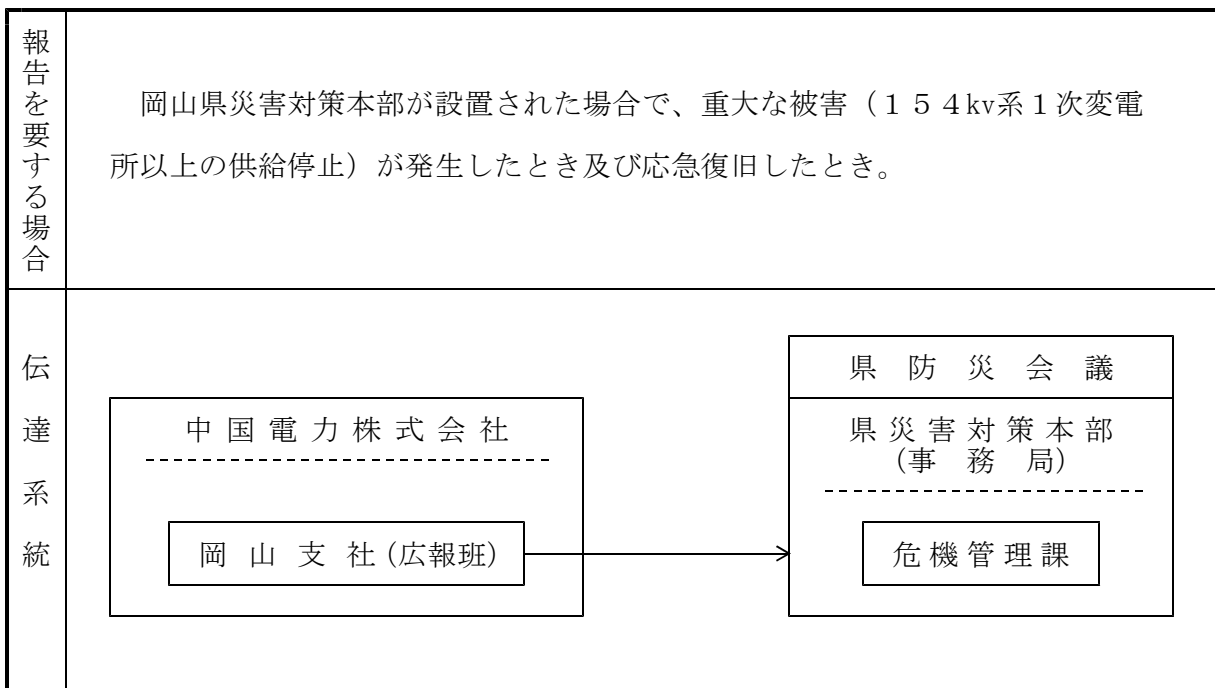 報告を要する場合
岡山県災害対策本部が設置された場合で、重大な被害（１５４kv系１次変電
所以上の供給停止）が発生したとき及び応急復旧したとき。
伝達系統
中国電力株式会社
岡山支社(広報班)
県防災会議
県災害対策本部
(事務局)
危機管理課